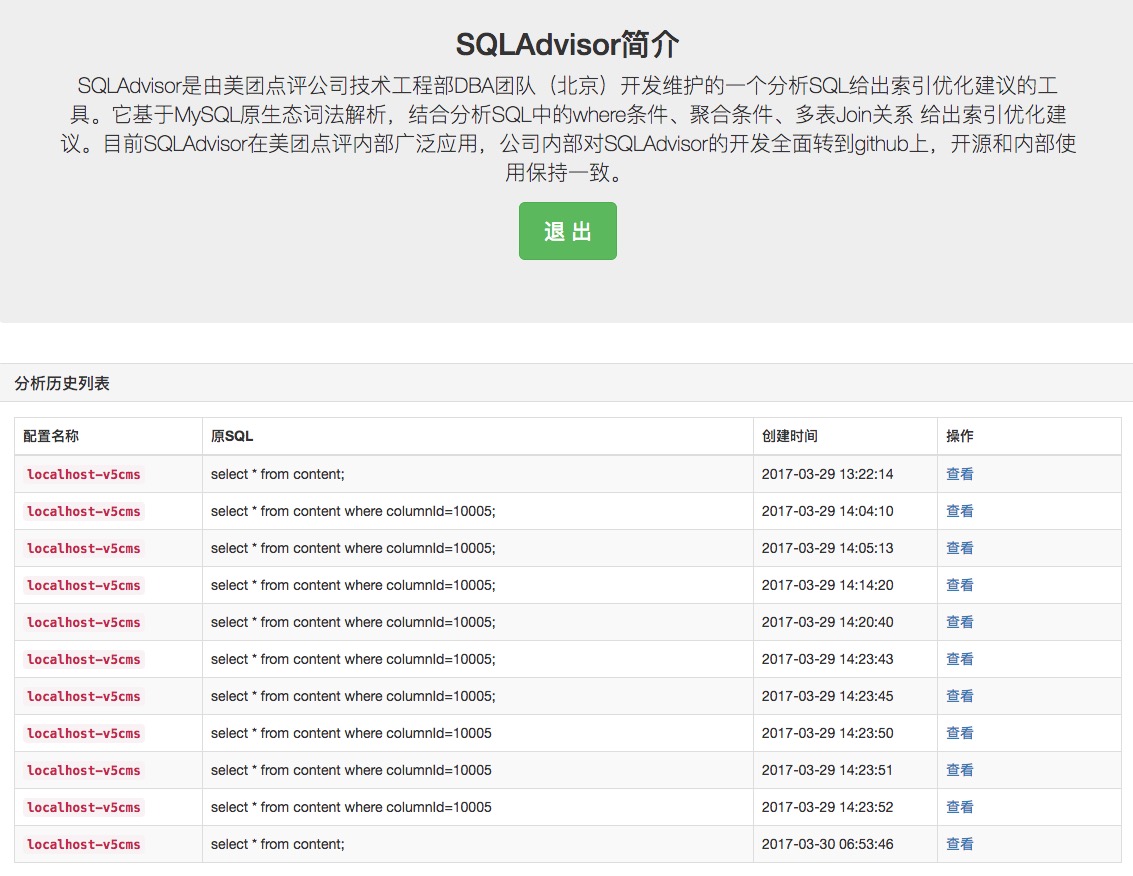 SQLAdvisor简介
SQLAdvisor是由美团点评公司技术工程部DBA团队（北京）开发维护的一个分析SQL给出索引优化建议的工
具。它基于MySQL原生态词法解析，结合分析SQL中的where条件、聚合条件、多表Join关系 给出索引优化建
议。目前SQLAdvisor在美团点评内部广泛应用，公司内部对SQLAdvisor的开发全面转到github上，开源和内部使
用保持一致。
退 出
分析历史列表
配置名称 原SQL 创建时间 操作
localhost-v5cms select * from content; 2017-03-29 13:22:14 查看
localhost-v5cms select * from content where columnId=10005; 2017-03-29 14:04:10 查看
localhost-v5cms select * from content where columnId=10005; 2017-03-29 14:05:13 查看
localhost-v5cms select * from content where columnId=10005; 2017-03-29 14:14:20 查看
localhost-v5cms select * from content where columnId=10005; 2017-03-29 14:20:40 查看
localhost-v5cms select * from content where columnId=10005; 2017-03-29 14:23:43 查看
localhost-v5cms select * from content where columnId=10005; 2017-03-29 14:23:45 查看
localhost-v5cms select * from content where columnId=10005 2017-03-29 14:23:50 查看
localhost-v5cms select * from content where columnId=10005 2017-03-29 14:23:51 查看
localhost-v5cms select * from content where columnId=10005 2017-03-29 14:23:52 查看
localhost-v5cms select * from content; 2017-03-30 06:53:46 查看